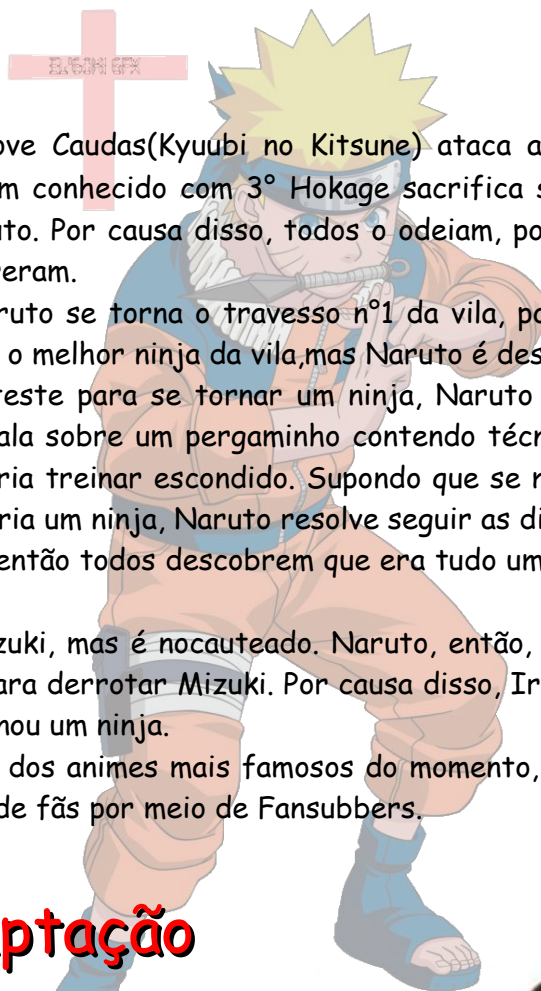 ove Caudas(Kyuubi no Kitsune) ataca a
m conhecido com 3° Hokage sacrifica s
uto. Por causa disso, todos o odeiam, po
eram.
ruto se torna o travesso n°1 da vila, po
o melhor ninja da vila,mas Naruto é des
teste para se tornar um ninja, Naruto
ala sobre um pergaminho contendo técn
ria treinar escondido. Supondo que se r
ria um ninja, Naruto resolve seguir as di
então todos descobrem que era tudo um
zuki, mas é nocauteado. Naruto, então,
ara derrotar Mizuki. Por causa disso, Ir
nou um ninja.
dos animes mais famosos do momento,
de fãs por meio de Fansubbers.
ptação